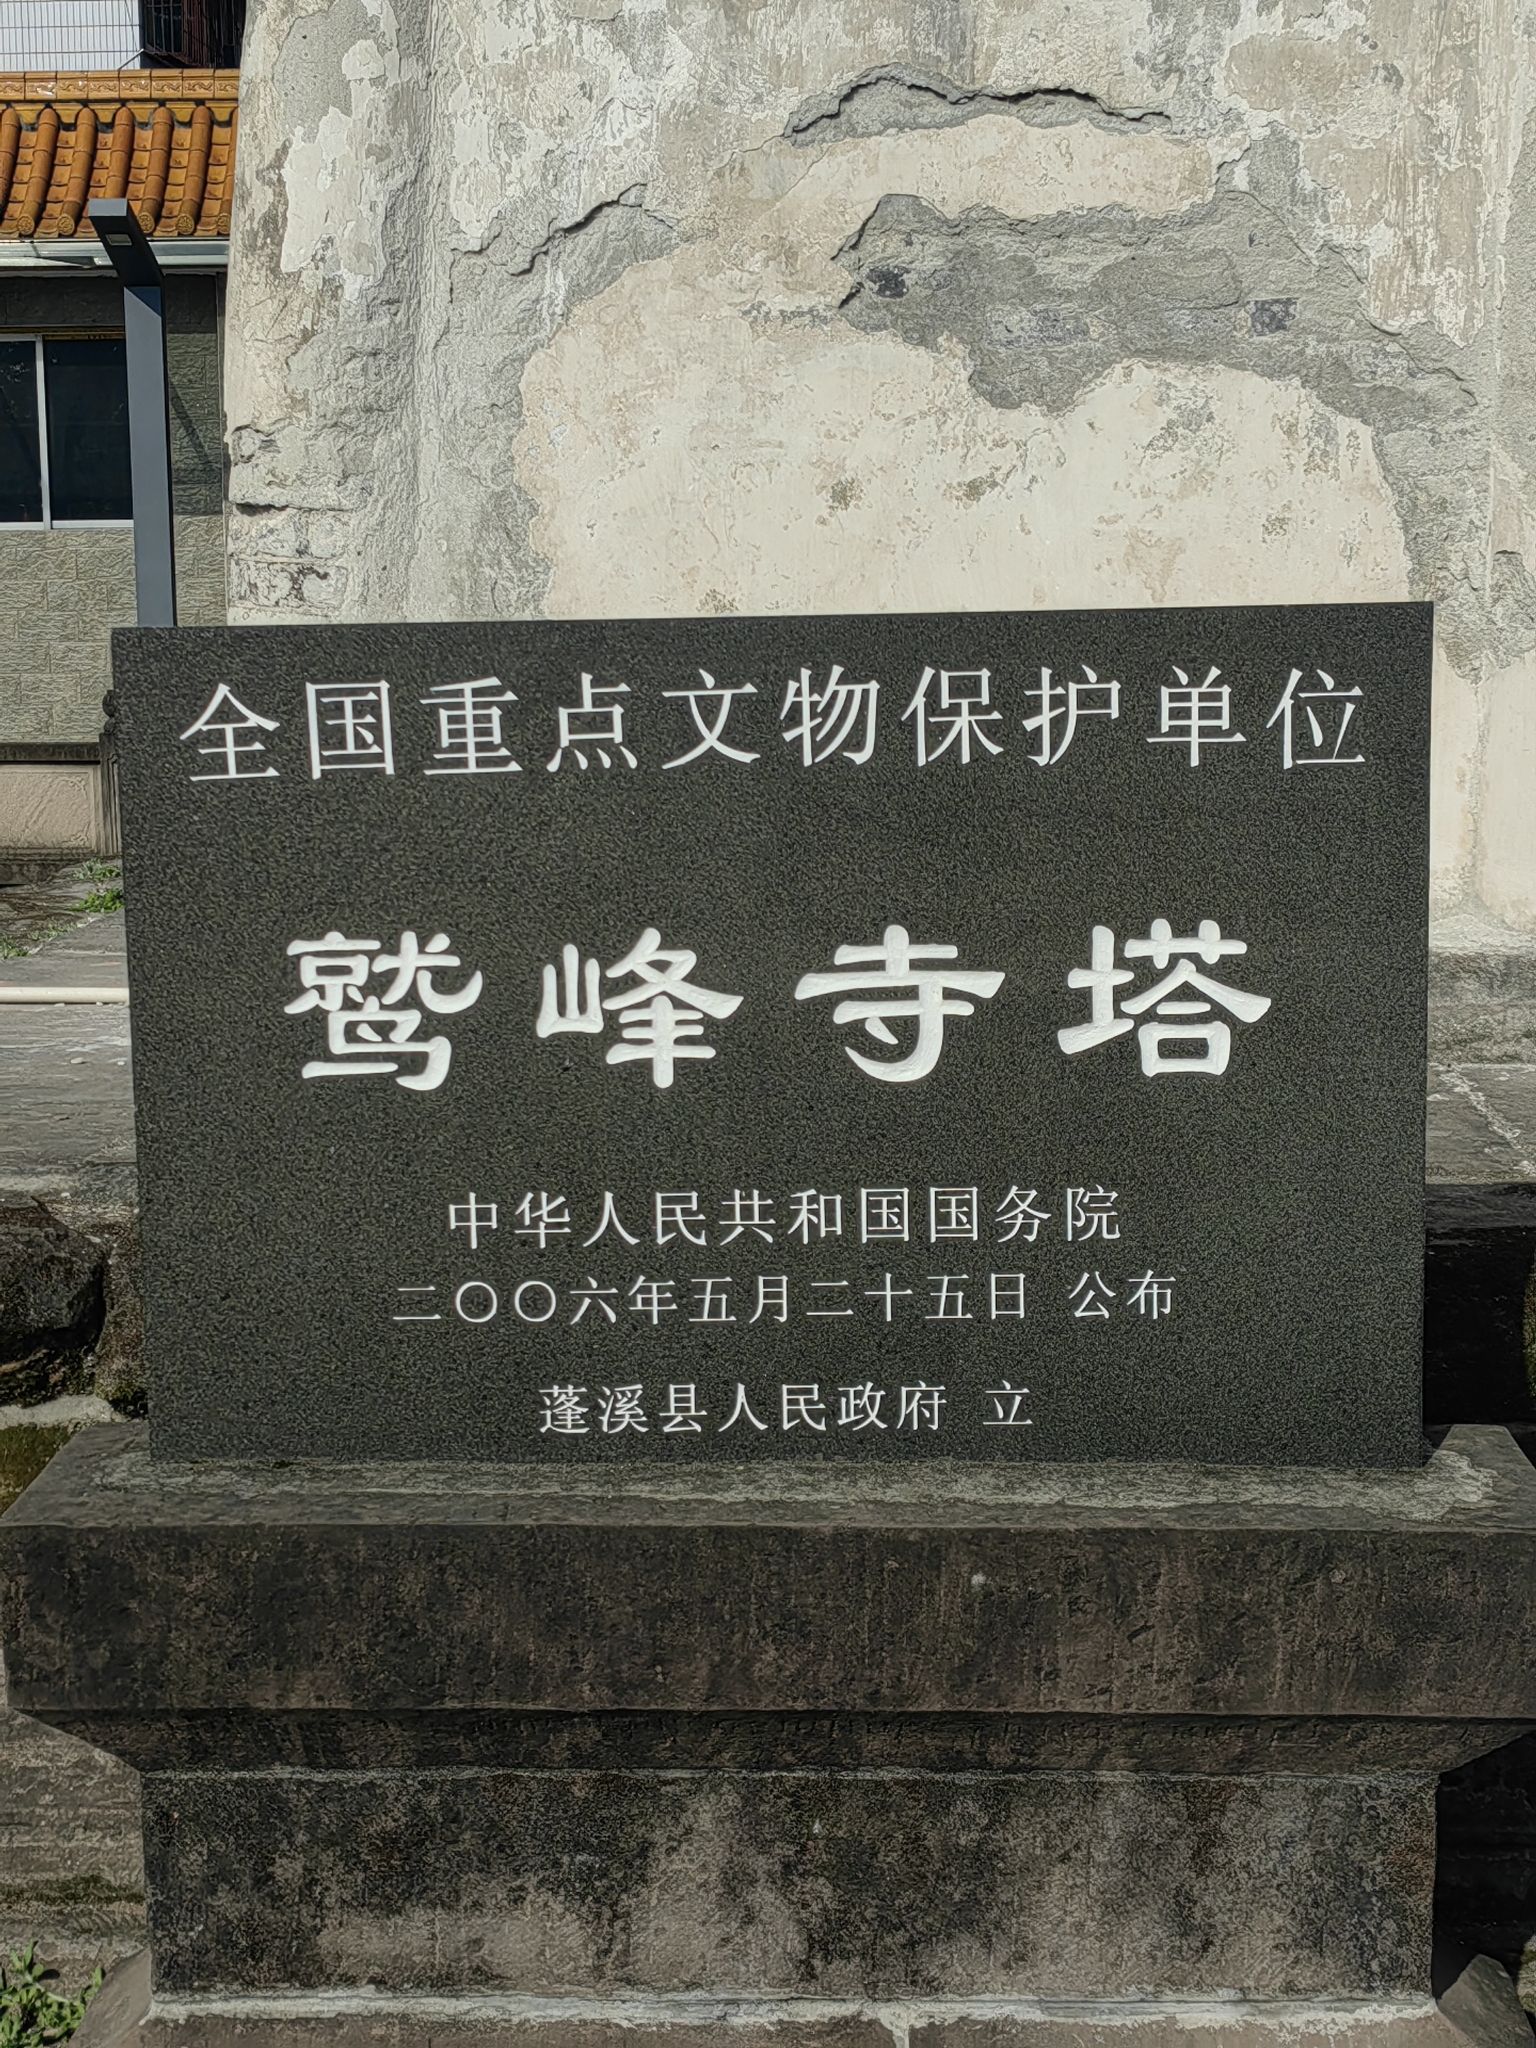 全国重点文物保护单位
鹫峰寺塔
中华人民共和国国务院
二〇〇六年五月二十五日 公布
蓬溪县人民政府 立